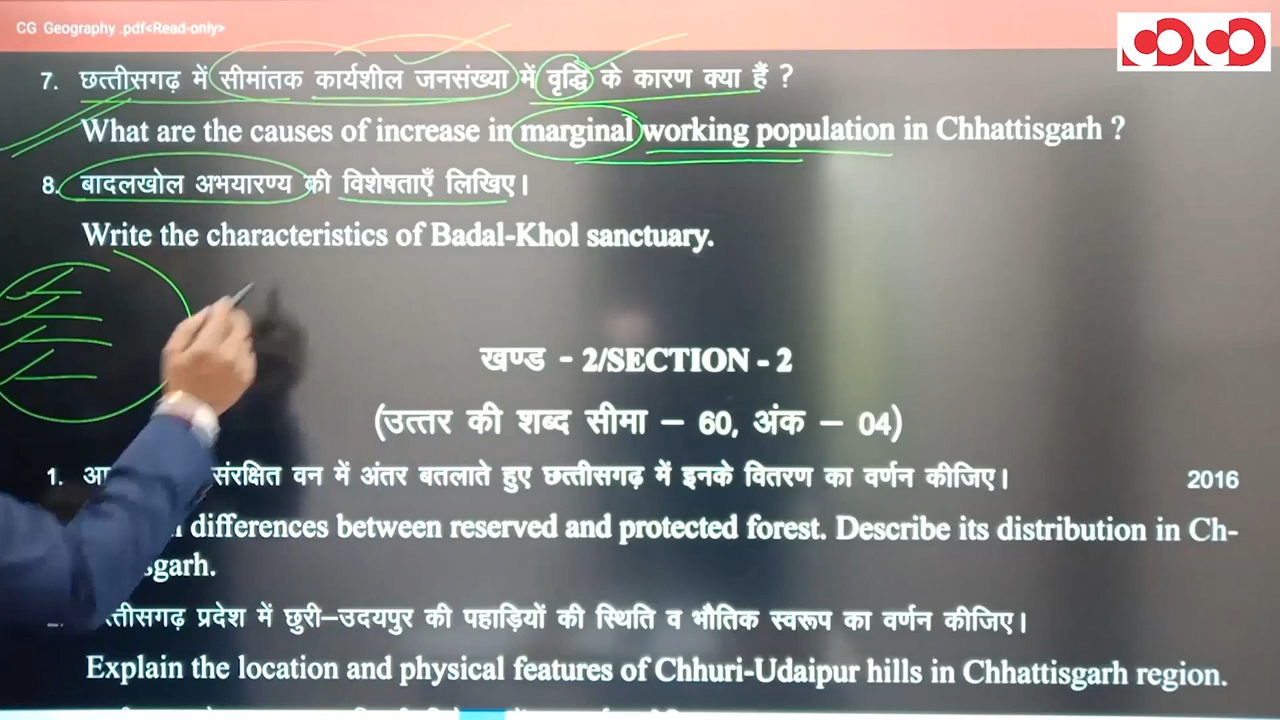 CG Geography .pdf<Read-only>
7. छत्तीसगढ़ में सीमांतक कार्यशील जनसंख्या में वृद्धि के कारण क्या हैं ?
What are the causes of increase in marginal working population in Chhattisgarh ?
8. बादलखोल अभयारण्य की विशेषताएँ लिखिए।
Write the characteristics of Badal-Khol sanctuary.
खण्ड - 2/SECTION - 2
(उत्तर की शब्द सीमा – 60, अंक – 04)
1. संरक्षित वन में अंतर बतलाते हुए छत्तीसगढ़ में इनके वितरण का वर्णन कीजिए। 2016
differences between reserved and protected forest. Describe its distribution in Ch-
प्रदेश में छुरी–उदयपुर की पहाड़ियों की स्थिति व भौतिक स्वरूप का वर्णन कीजिए।
Explain the location and physical features of Chhuri-Udaipur hills in Chhattisgarh region.